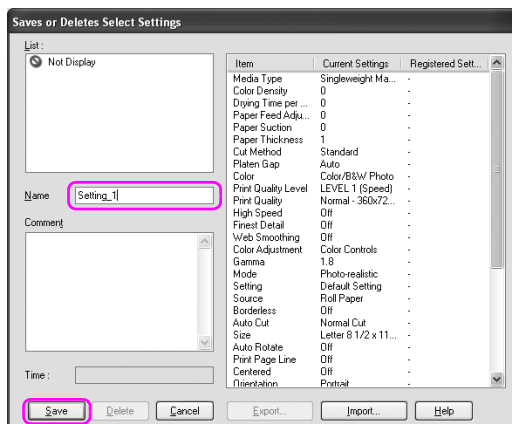 Saves or Deletes Select Settings
List :
Not Display
Name Setting_1
Comment
Time :
Item Current Settings Registered Sett...
Media Type Singleweight Ma... -
Color Density 0 -
Drying Time per ... 0 -
Paper Feed Adju... 0 -
Paper Suction 0 -
Paper Thickness 1 -
Cut Method Standard -
Platen Gap Auto -
Color Color/B&W Photo -
Print Quality Level LEVEL 1 (Speed) -
Print Quality Normal - 360x72... -
High Speed Off -
Finest Detail Off -
Web Smoothing Off -
Color Adjustment Color Controls -
Gamma 1.8 -
Mode Photo-realistic -
Setting Default Setting -
Source Roll Paper -
Borderless Off -
Auto Cut Normal Cut -
Size Letter 8 1/2 x 11... -
Auto Rotate Off -
Print Page Line Off -
Centered Off -
Orientation Portrait -
Save Delete Cancel Export... Import... Help